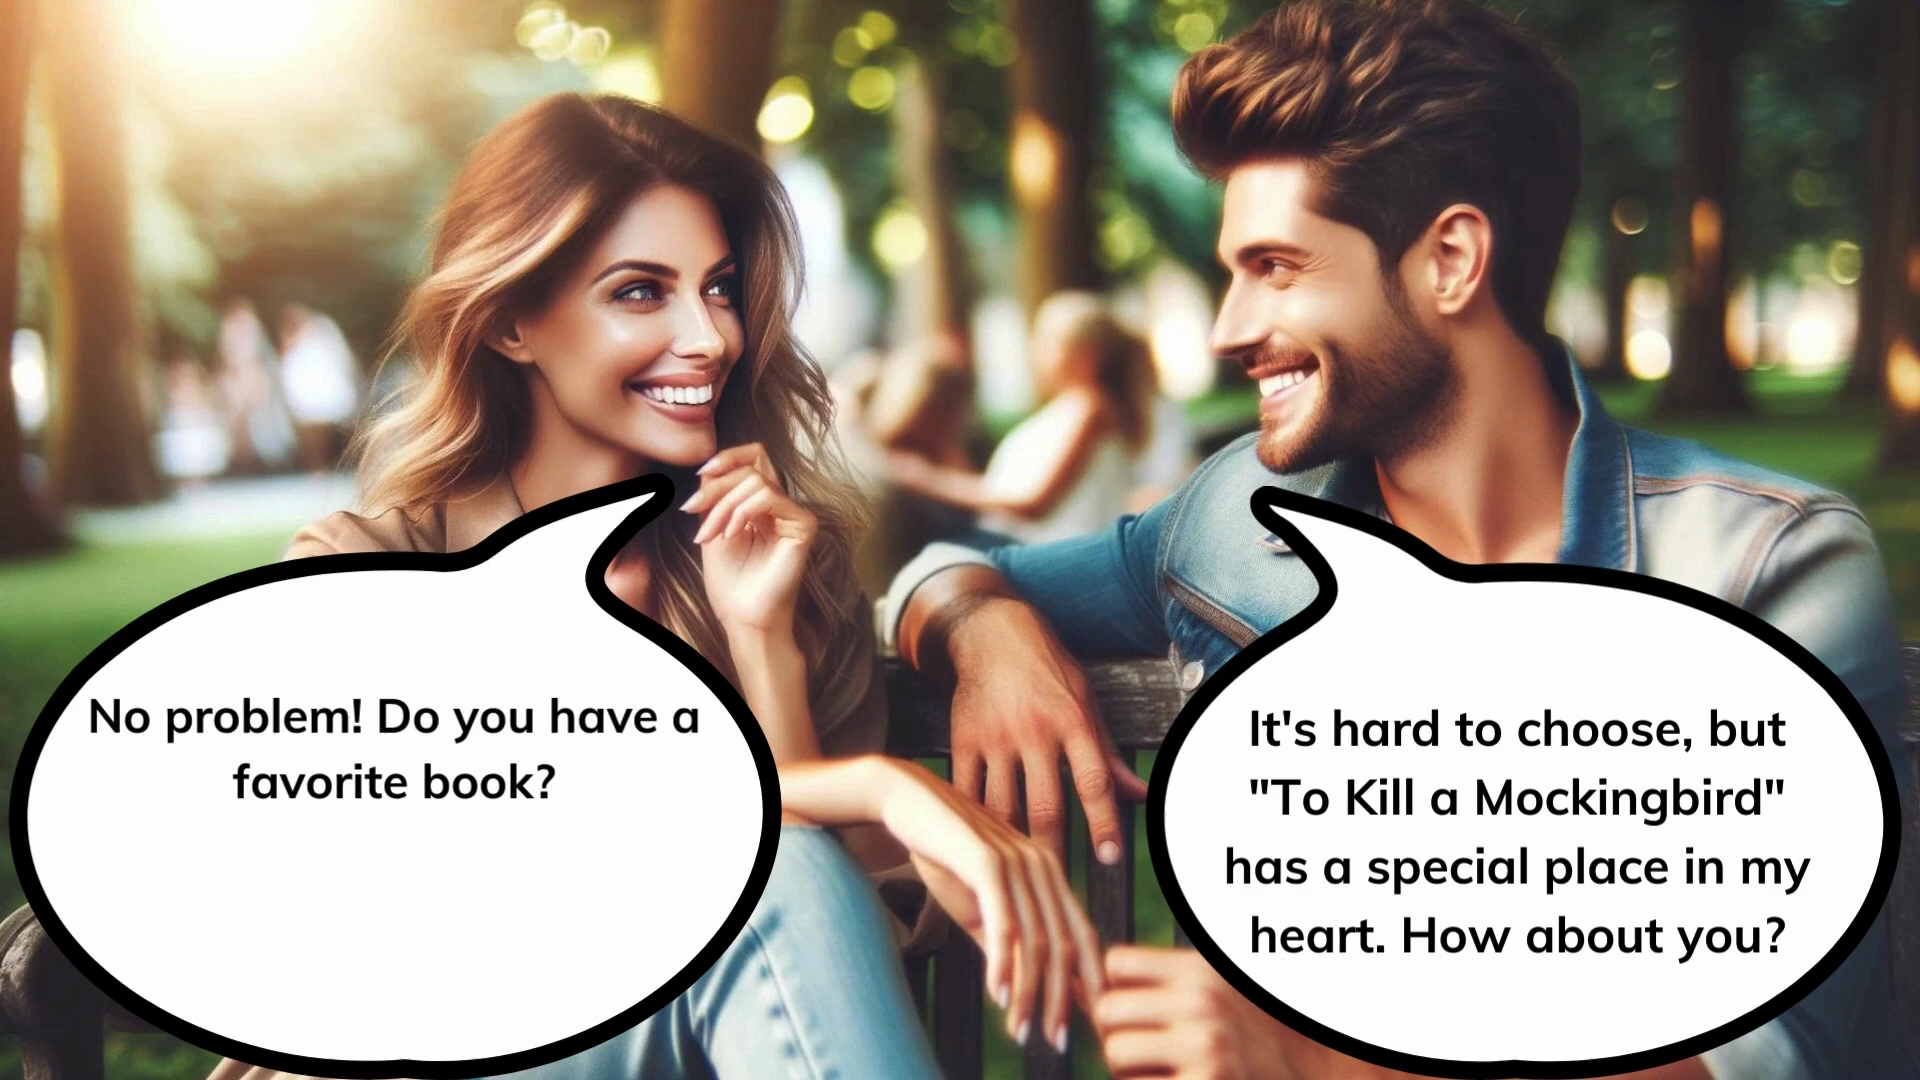 No problem! Do you have a
favorite book?
It's hard to choose, but
"To Kill a Mockingbird"
has a special place in my
heart. How about you?